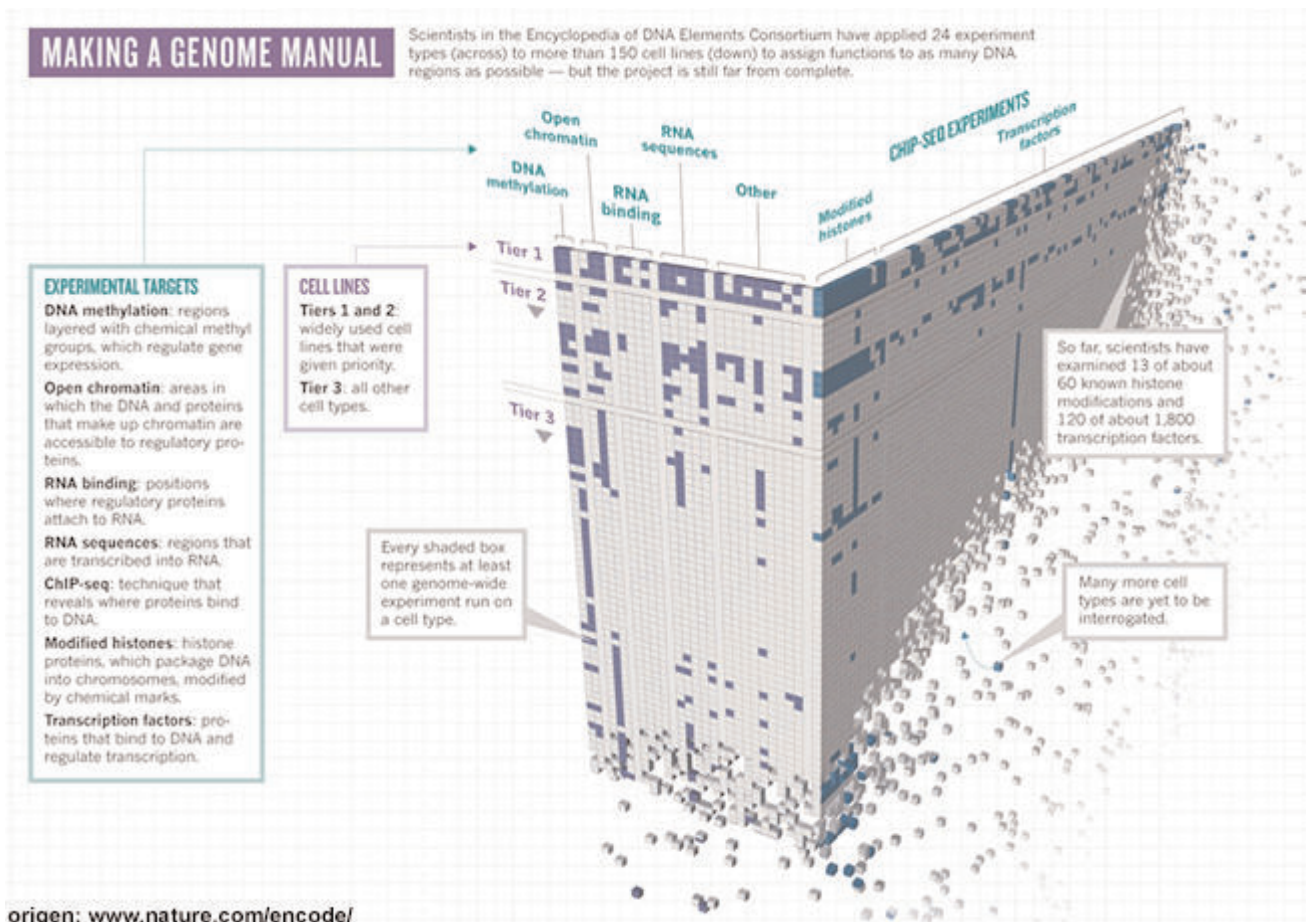 MAKING A GENOME MANUAL
Scientists in the Encyclopedia of DNA Elements Consortium have applied 24 experiment
types (across) to more than 150 cell lines (down) to assign functions to as many DNA
regions as possible — but the project is still far from complete.
Open
chromatin
RNA
sequences
DNA
methylation
RNA
binding
Other
CHIP-SEQ EXPERIMENTS
Transcription
factors
Modified
histones
Tier 1
Tier 2
Tier 3
EXPERIMENTAL TARGETS
DNA methylation: regions
layered with chemical methyl
groups, which regulate gene
expression.
Open chromatin: areas in
which the DNA and proteins
that make up chromatin are
accessible to regulatory pro-
teins.
RNA binding: positions
where regulatory proteins
attach to RNA.
RNA sequences: regions that
are transcribed into RNA.
ChIP-seq: technique that
reveals where proteins bind
to DNA.
Modified histones: histone
proteins, which package DNA
into chromosomes, modified
by chemical marks.
Transcription factors: pro-
teins that bind to DNA and
regulate transcription.
CELL LINES
Tiers 1 and 2:
widely used cell
lines that were
given priority.
Tier 3: all other
cell types.
Every shaded box
represents at least
one genome-wide
experiment run on
a cell type.
So far, scientists have
examined 13 of about
60 known histone
modifications and
120 of about 1,800
transcription factors.
Many more cell
types are yet to be
interrogated.
origen: www.nature.com/encode/